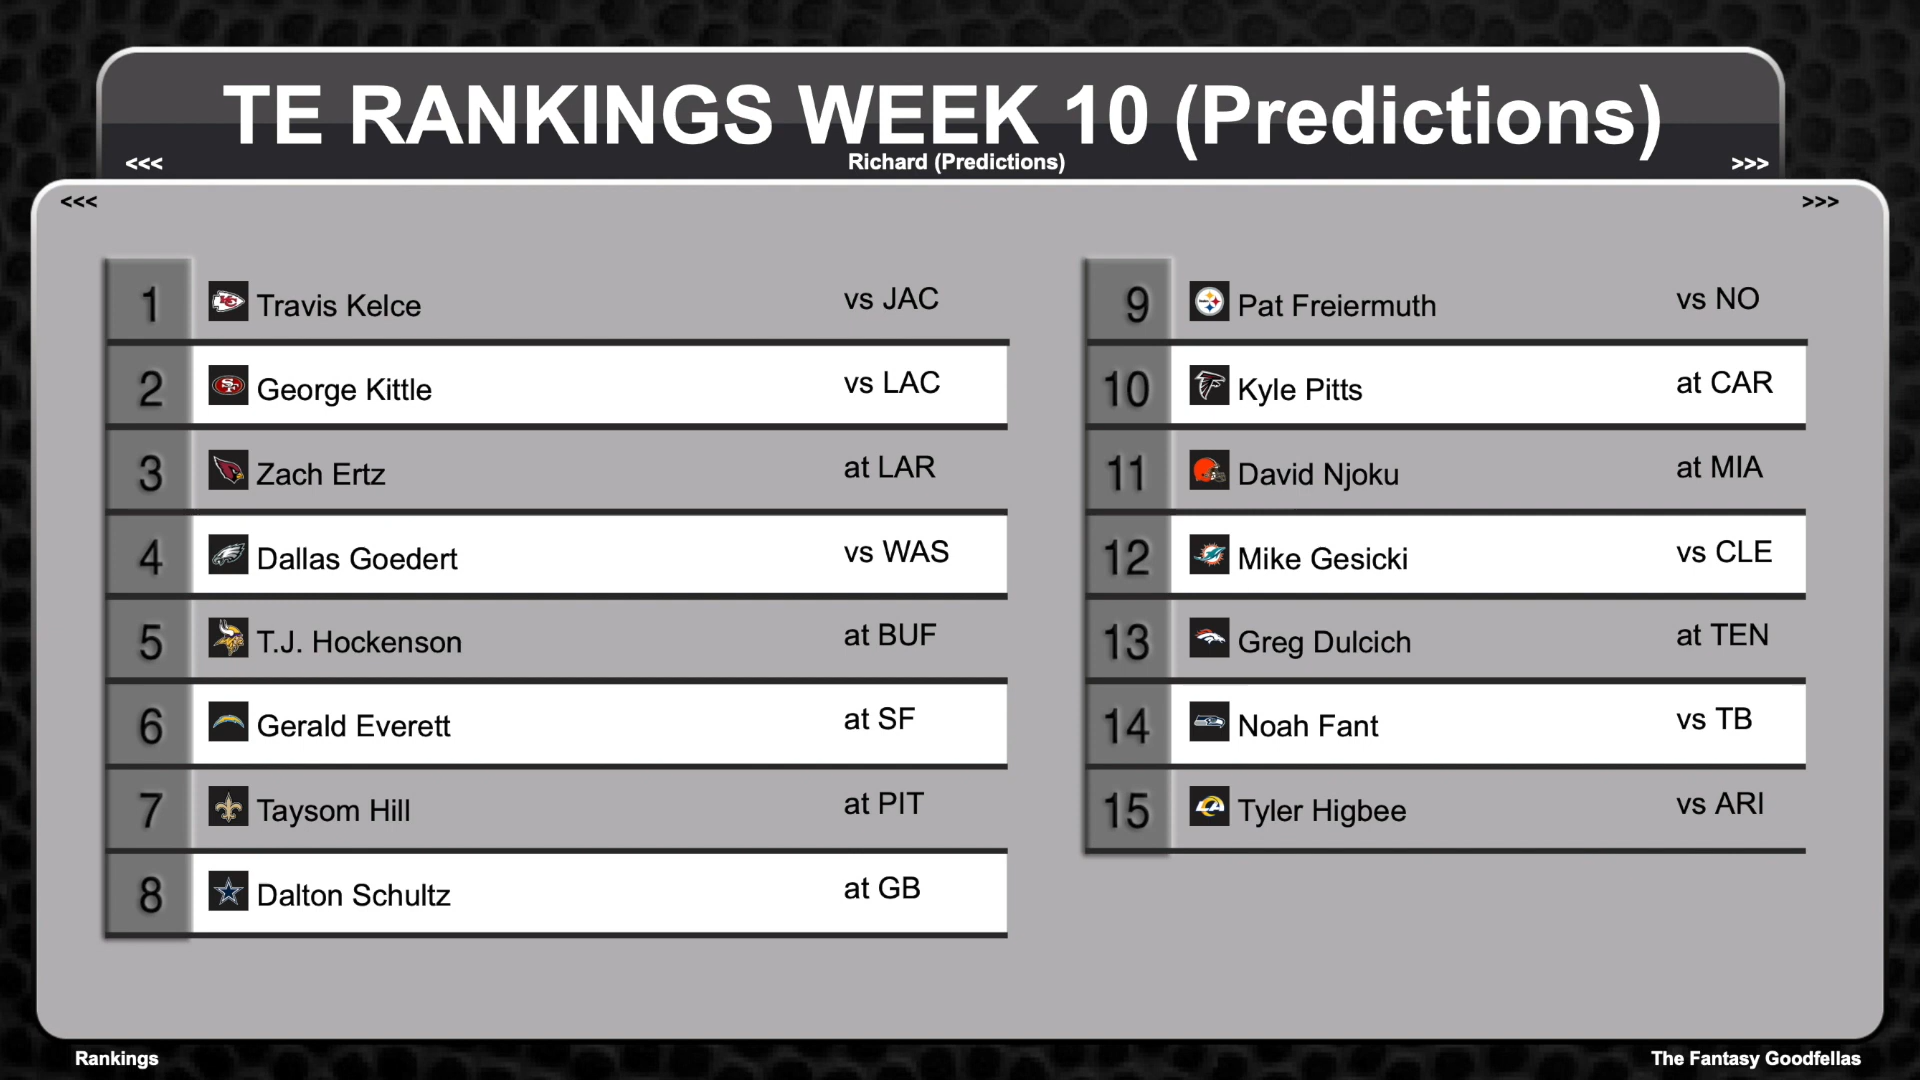 TE RANKINGS WEEK 10 (Predictions)
<<< Richard (Predictions) >>>
<<< >>>
1 Travis Kelce vs JAC
2 George Kittle vs LAC
3 Zach Ertz at LAR
4 Dallas Goedert vs WAS
5 T.J. Hockenson at BUF
6 Gerald Everett at SF
7 Taysom Hill at PIT
8 Dalton Schultz at GB
9 Pat Freiermuth vs NO
10 Kyle Pitts at CAR
11 David Njoku at MIA
12 Mike Gesicki vs CLE
13 Greg Dulcich at TEN
14 Noah Fant vs TB
15 Tyler Higbee vs ARI
Rankings The Fantasy Goodfellas